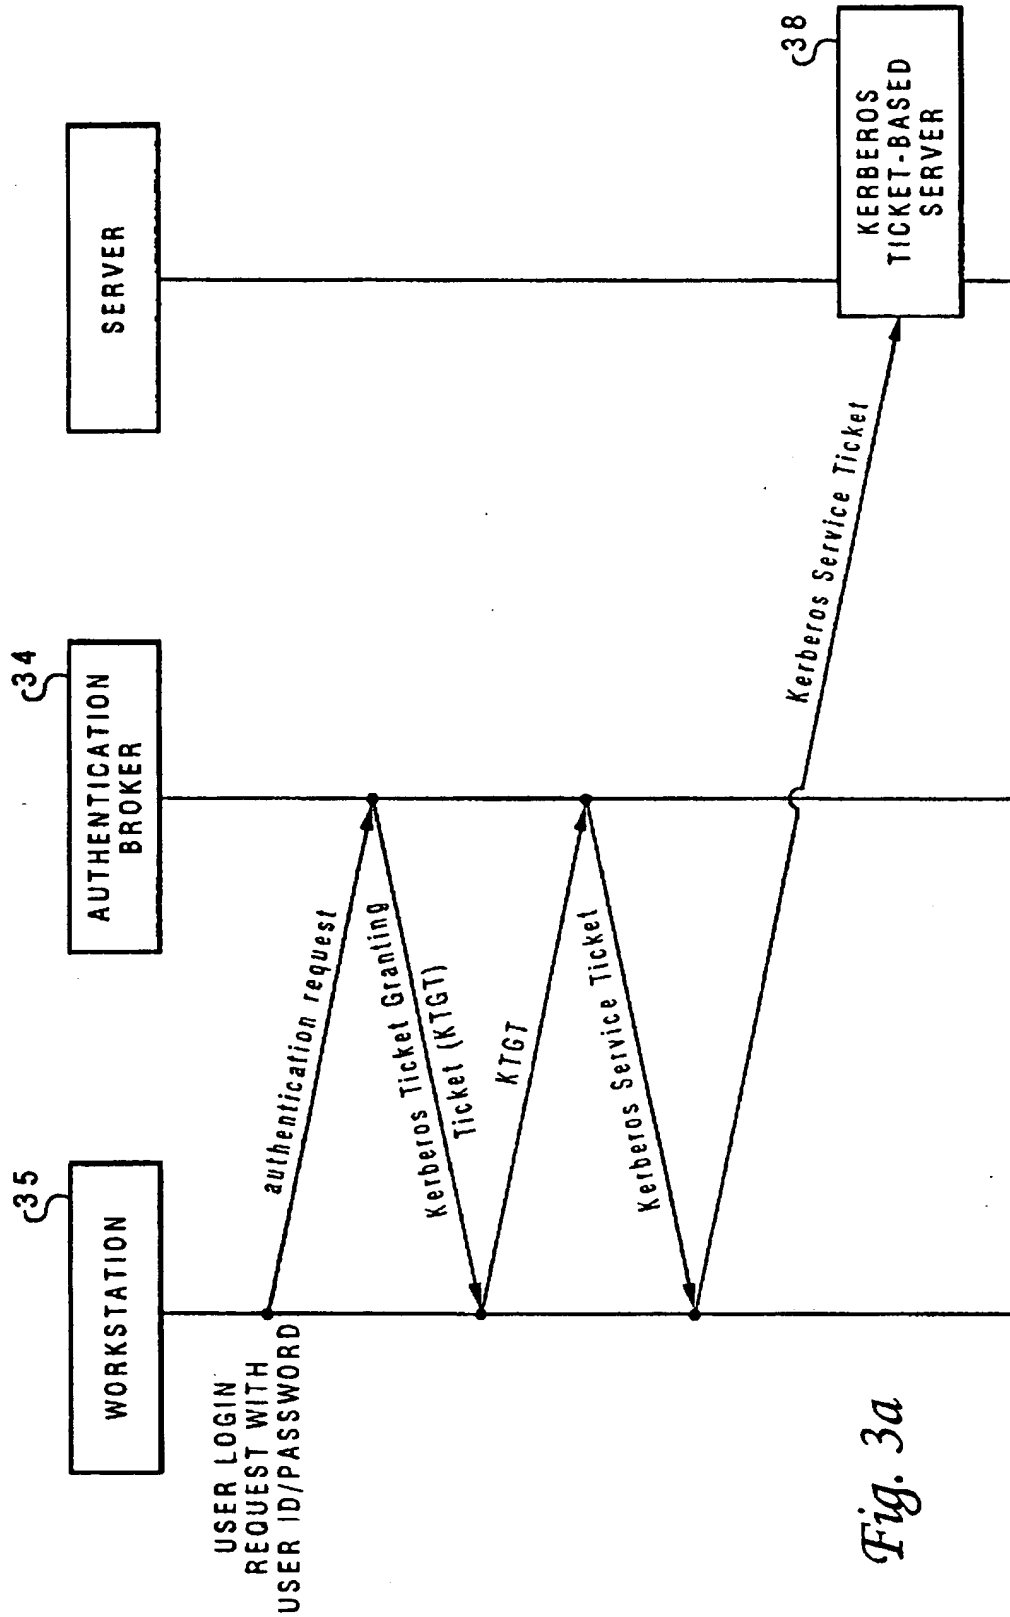 35
WORKSTATION
34
AUTHENTICATION
BROKER
SERVER
USER LOGIN
REQUEST WITH
USER ID/PASSWORD
authentication request
Kerberos Ticket Granting
Ticket (KTGT)
KTGT
Kerberos Service Ticket
Kerberos Service Ticket
38
KERBEROS
TICKET-BASED
SERVER
Fig. 3a